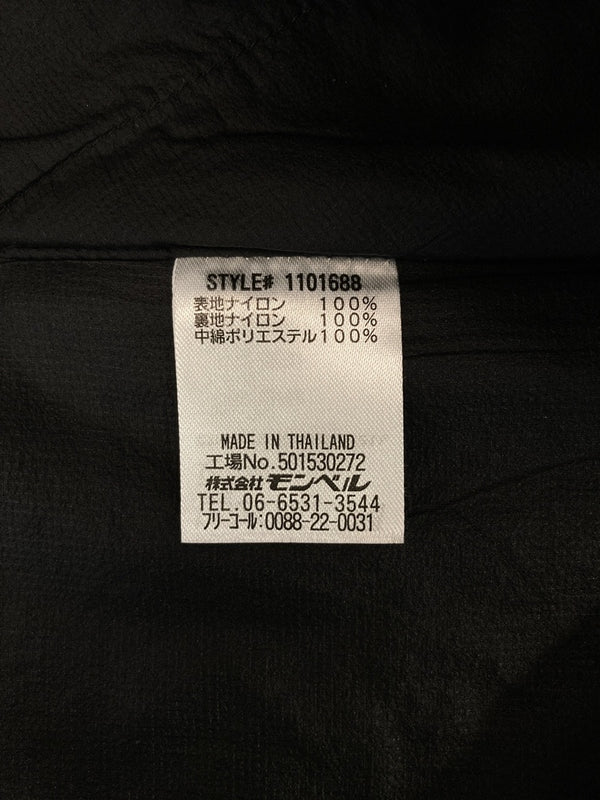 STYLE# 1101688
表地ナイロン 100%
裏地ナイロン 100%
中綿ポリエステル100%
MADE IN THAILAND
工場No.501530272
株式会社 モンベル
TEL.06-6531-3544
フリーコール:0088-22-0031